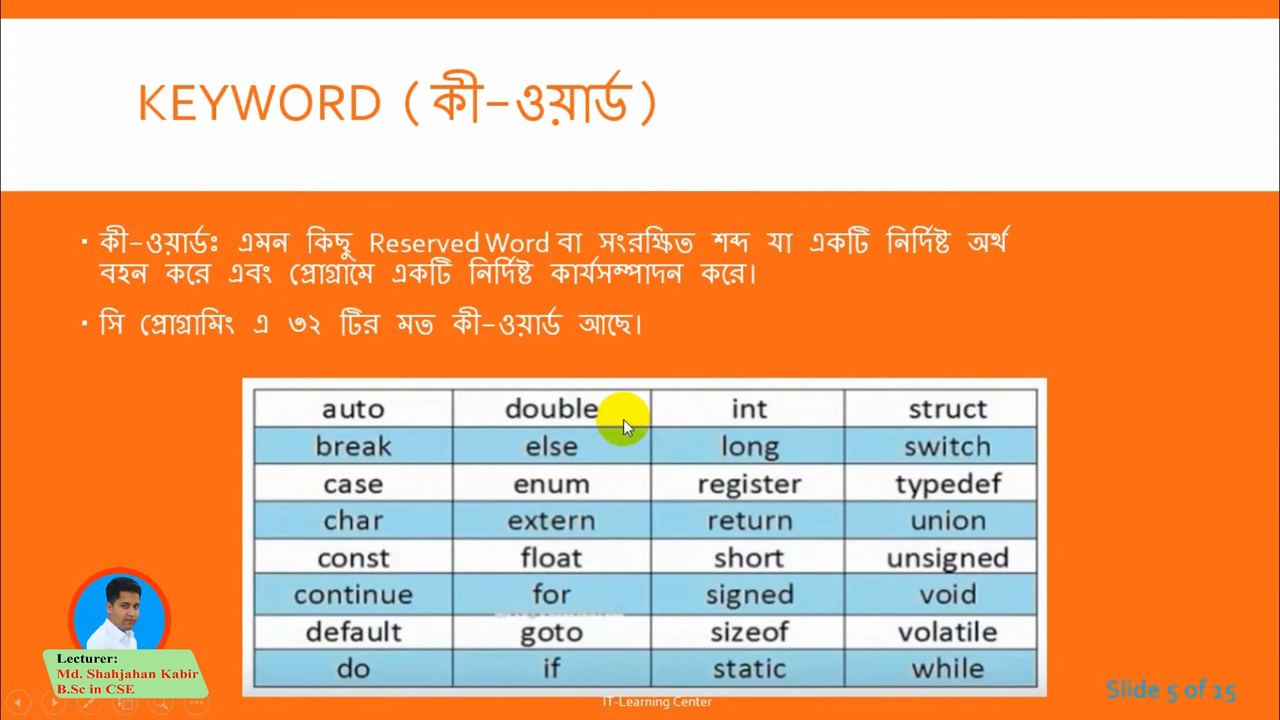 KEYWORD (কী-ওয়ার্ড)
▪ কী-ওয়ার্ডঃ এমন কিছু Reserved Word বা সংরক্ষিত শব্দ যা একটি নির্দিষ্ট অর্থ
বহন করে এবং প্রোগ্রামে একটি নির্দিষ্ট কার্যসম্পাদন করে।
▪ সি প্রোগ্রামিং এ ৩২ টির মত কী-ওয়ার্ড আছে।
auto double int struct
break else long switch
case enum register typedef
char extern return union
const float short unsigned
continue for signed void
default goto sizeof volatile
do if static while
Lecturer:
Md. Shahjahan Kabir
B.Sc in CSE
IT-Learning Center
Slide 5 of 15